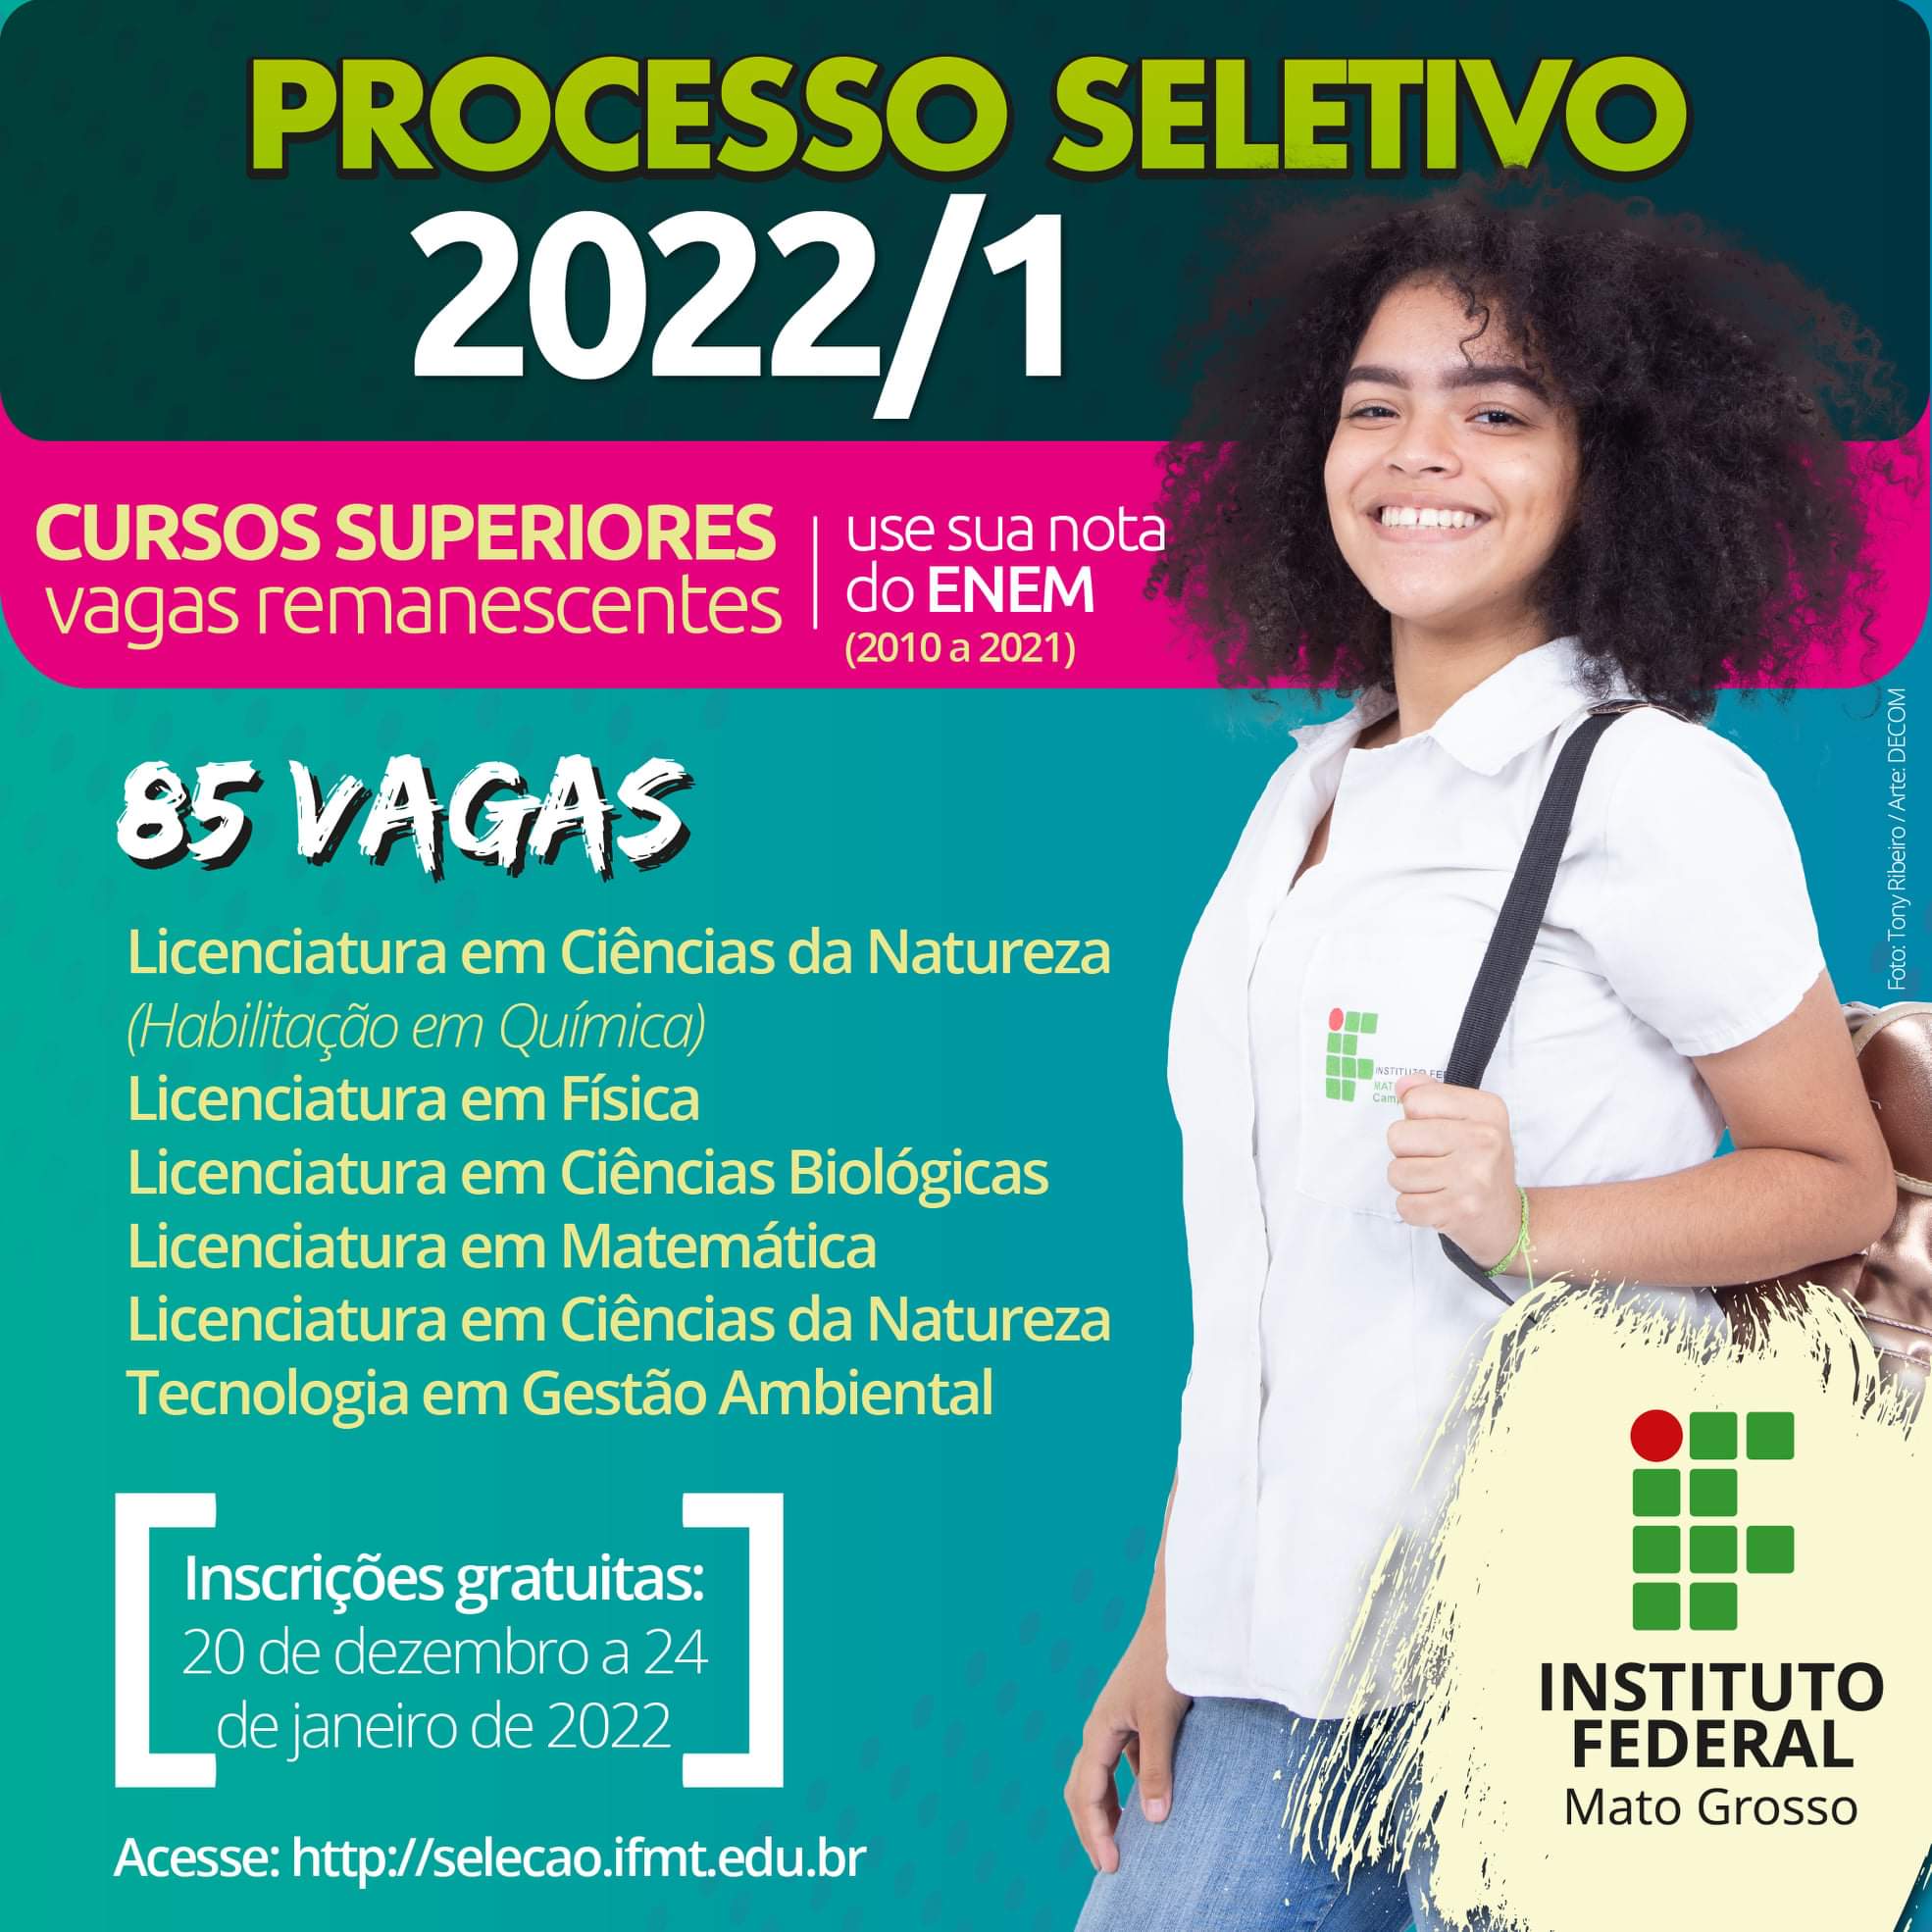 PROCESSO SELETIVO
2022/1
CURSOS SUPERIORES
vagas remanescentes
use sua nota
do ENEM
(2010 a 2021)
85 VAGAS
Licenciatura em Ciências da Natureza
(Habilitação em Química)
Licenciatura em Física
Licenciatura em Ciências Biológicas
Licenciatura em Matemática
Licenciatura em Ciências da Natureza
Tecnologia em Gestão Ambiental
Inscrições gratuitas:
20 de dezembro a 24
de janeiro de 2022
Acesse: http://selecao.ifmt.edu.br
Foto: Tony Ribeiro / Arte: DECOM
INSTITUTO
INSTITUTO
FEDERAL
Mato Grosso